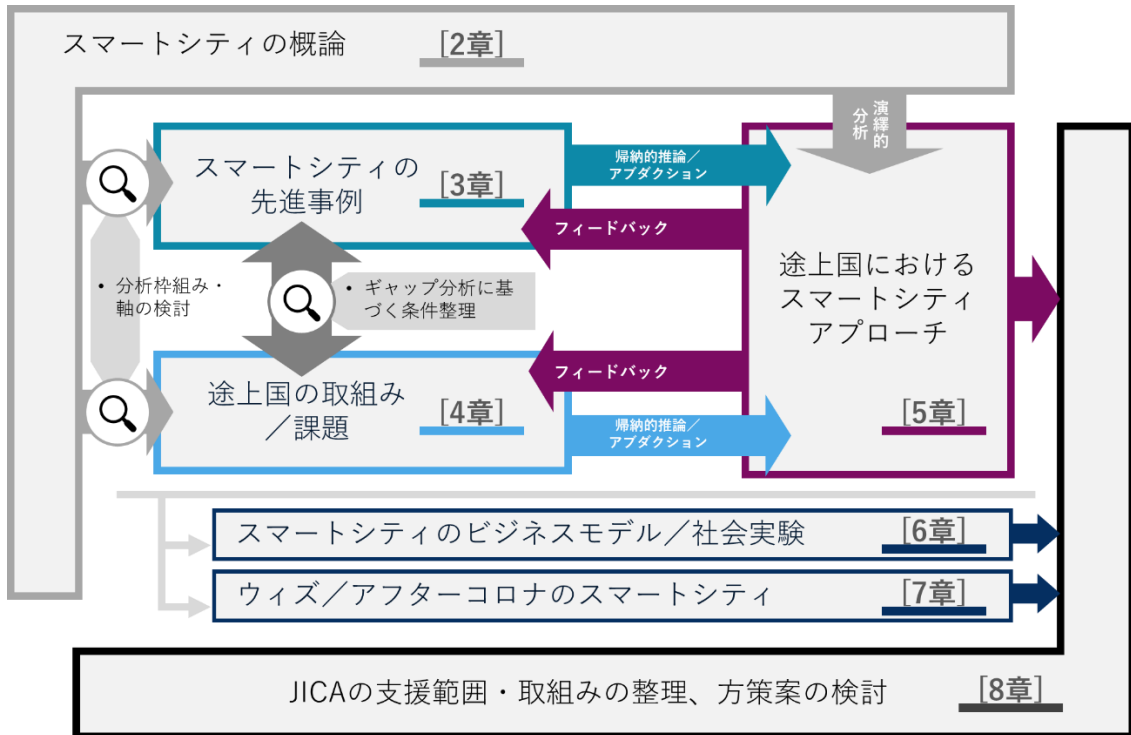 スマートシティの概論 [2章]
演繹的
分析
スマートシティの
先進事例
[3章]
帰納的推論／
アブダクション
フィードバック
• 分析枠組み・
軸の検討
• ギャップ分析に基
づく条件整理
途上国における
スマートシティ
アプローチ
[5章]
途上国の取組み
／課題
[4章]
フィードバック
帰納的推論／
アブダクション
スマートシティのビジネスモデル／社会実験 [6章]
ウィズ／アフターコロナのスマートシティ [7章]
JICAの支援範囲・取組みの整理、方策案の検討 [8章]